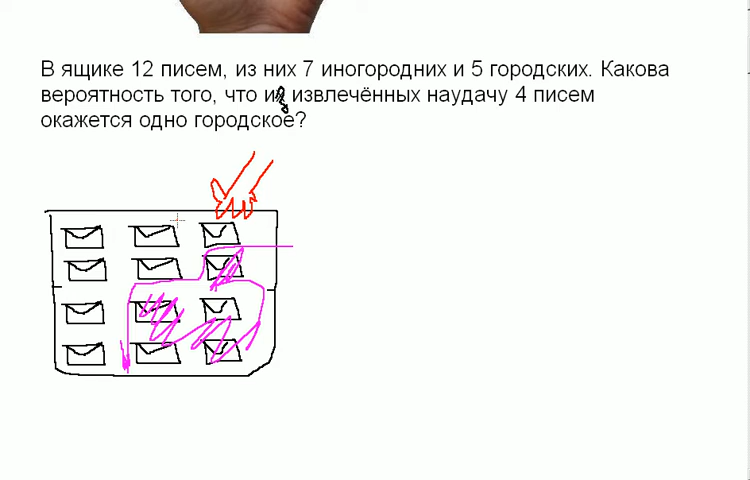 В ящике 12 писем, из них 7 иногородних и 5 городских. Какова
вероятность того, что из извлечённых наудачу 4 писем
окажется одно городское?